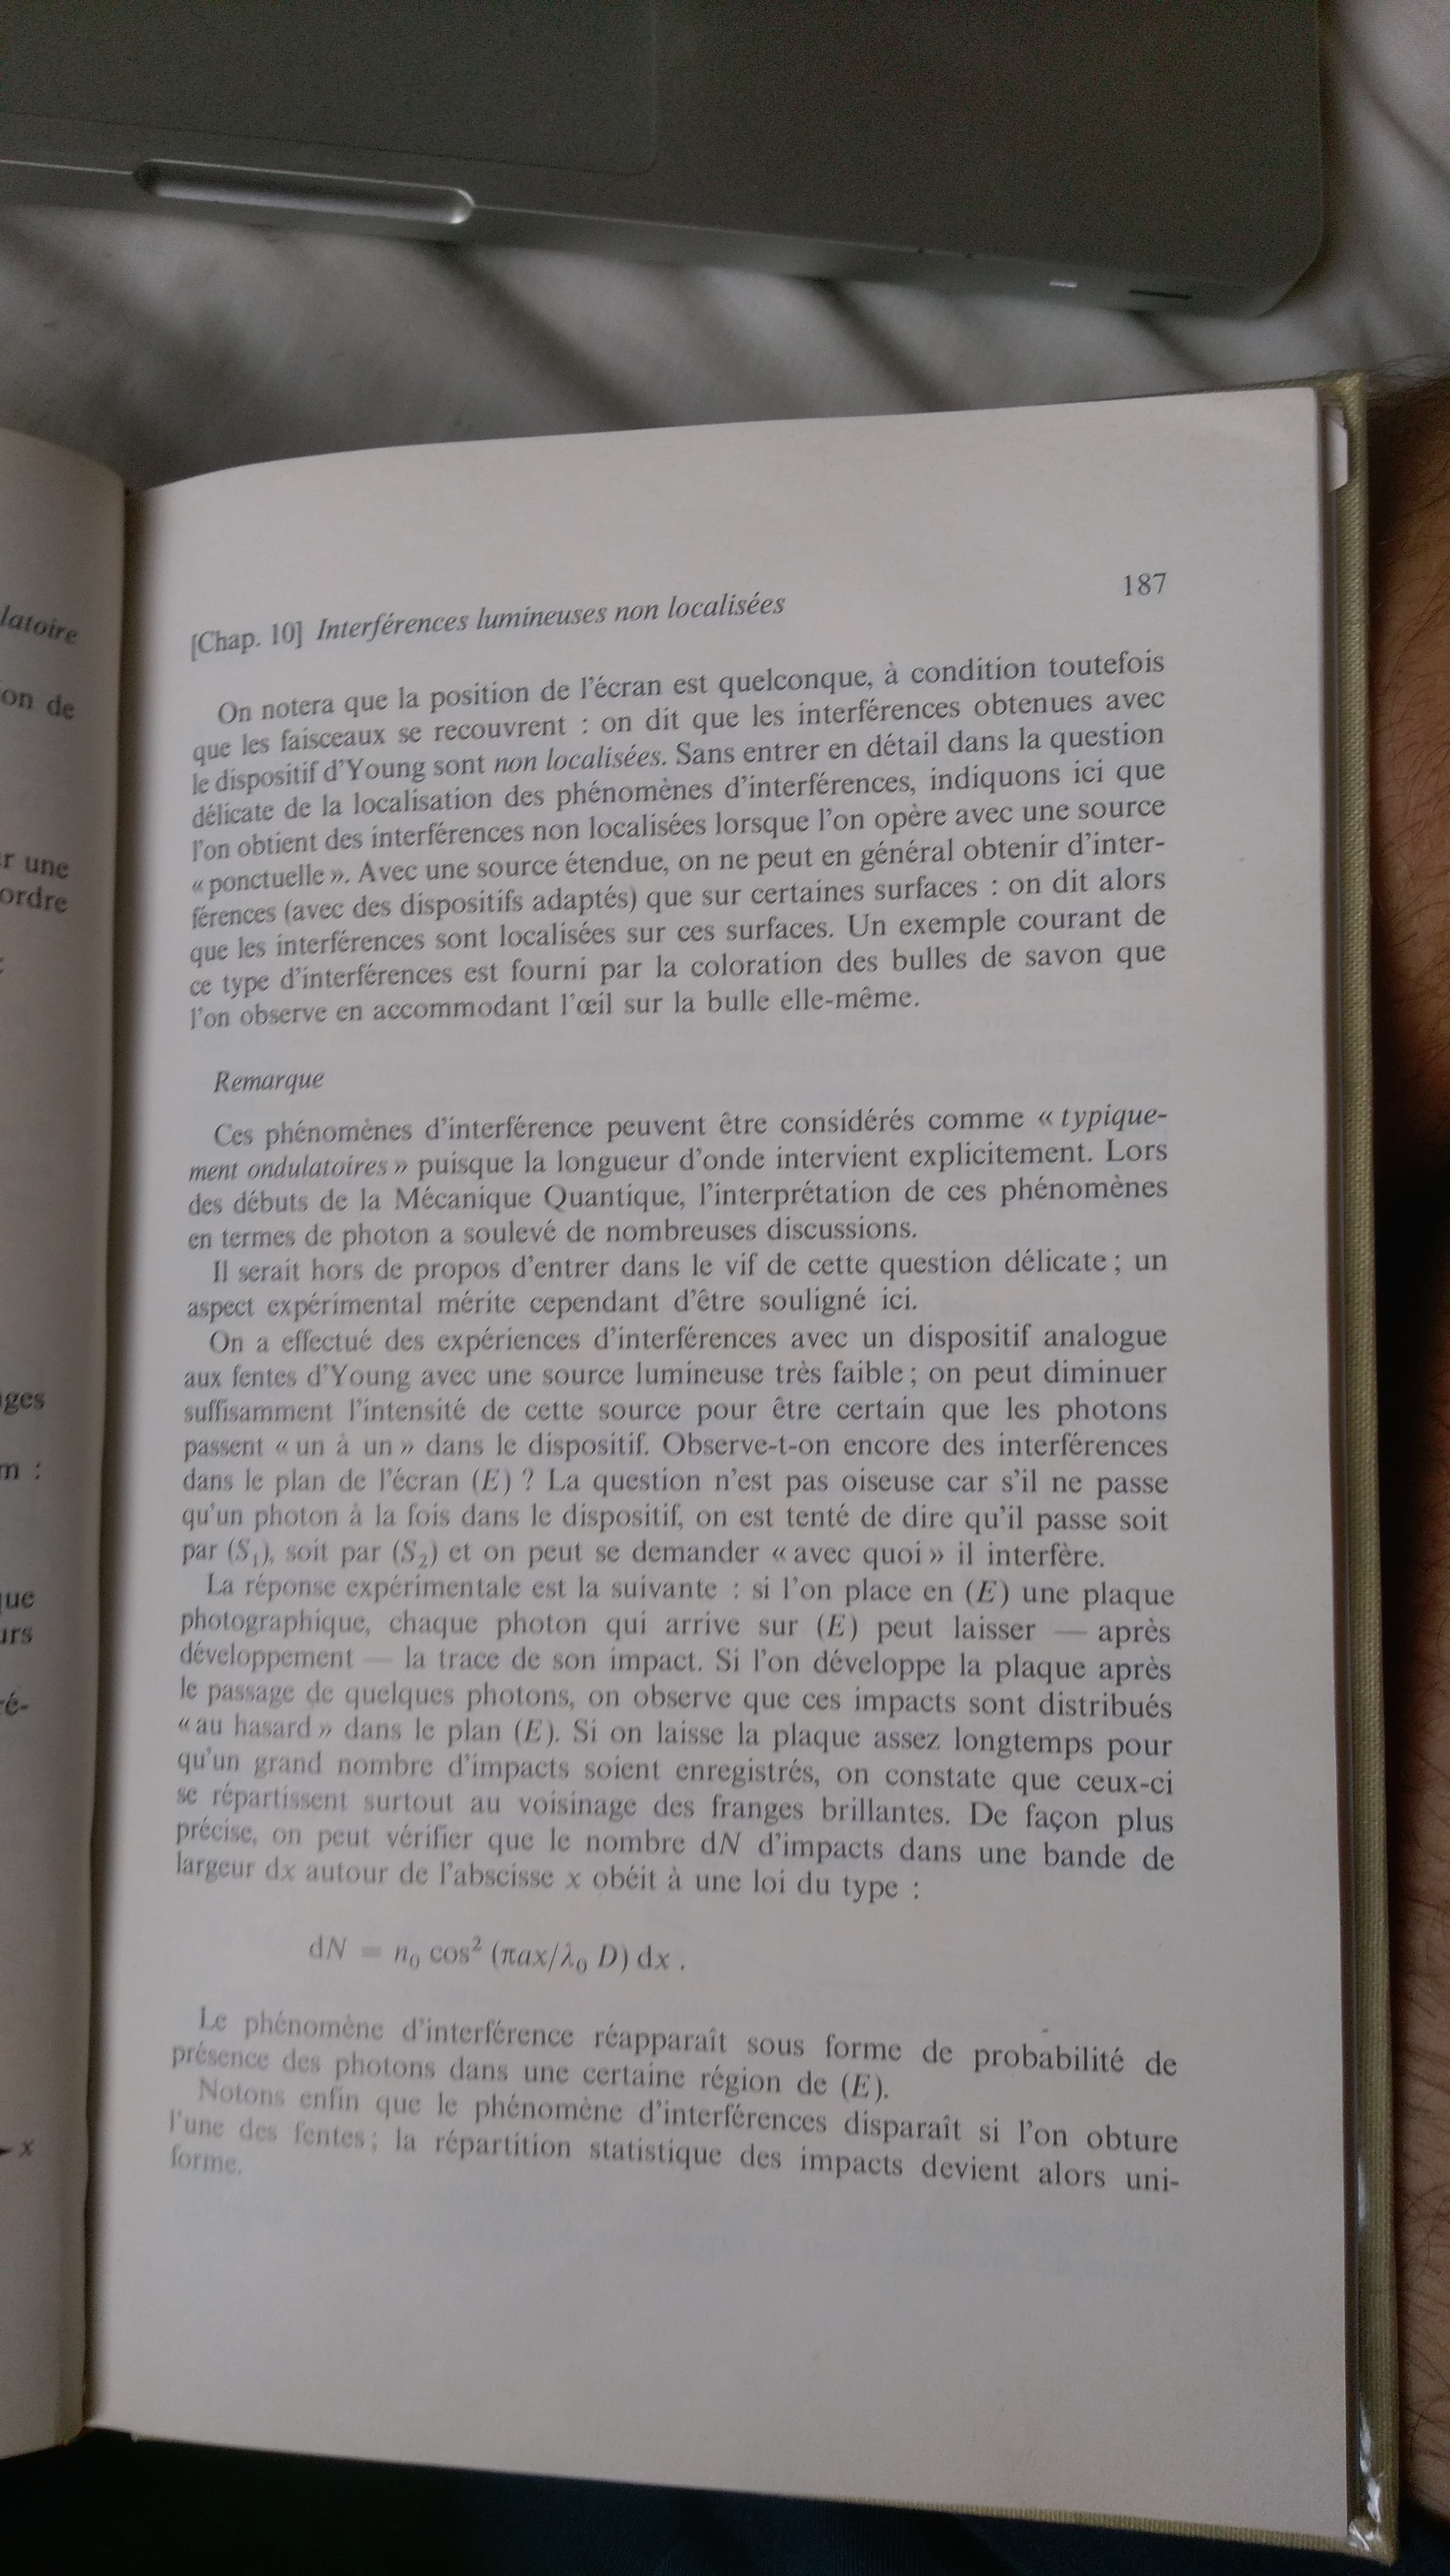 187
[Chap. 10] Interférences lumineuses non localisées
On notera que la position de l'écran est quelconque, à condition toutefois
que les faisceaux se recouvrent : on dit que les interférences obtenues avec
le dispositif d'Young sont non localisées. Sans entrer en détail dans la question
délicate de la localisation des phénomènes d'interférences, indiquons ici que
l'on obtient des interférences non localisées lorsque l'on opère avec une source
« ponctuelle ». Avec une source étendue, on ne peut en général obtenir d'inter-
férences (avec des dispositifs adaptés) que sur certaines surfaces : on dit alors
que les interférences sont localisées sur ces surfaces. Un exemple courant de
ce type d'interférences est fourni par la coloration des bulles de savon que
l'on observe en accommodant l'œil sur la bulle elle-même.
Remarque
Ces phénomènes d'interférence peuvent être considérés comme « typique-
ment ondulatoires » puisque la longueur d'onde intervient explicitement. Lors
des débuts de la Mécanique Quantique, l'interprétation de ces phénomènes
en termes de photon a soulevé de nombreuses discussions.
Il serait hors de propos d'entrer dans le vif de cette question délicate ; un
aspect expérimental mérite cependant d'être souligné ici.
On a effectué des expériences d'interférences avec un dispositif analogue
aux fentes d'Young avec une source lumineuse très faible ; on peut diminuer
suffisamment l'intensité de cette source pour être certain que les photons
passent « un à un » dans le dispositif. Observe-t-on encore des interférences
dans le plan de l'écran (E) ? La question n'est pas oiseuse car s'il ne passe
qu'un photon à la fois dans le dispositif, on est tenté de dire qu'il passe soit
par (S₁), soit par (S₂) et on peut se demander « avec quoi » il interfère.
La réponse expérimentale est la suivante : si l'on place en (E) une plaque
photographique, chaque photon qui arrive sur (E) peut laisser — après
développement — la trace de son impact. Si l'on développe la plaque après
le passage de quelques photons, on observe que ces impacts sont distribués
« au hasard » dans le plan (E). Si on laisse la plaque assez longtemps pour
qu'un grand nombre d'impacts soient enregistrés, on constate que ceux-ci
se répartissent surtout au voisinage des franges brillantes. De façon plus
précise, on peut vérifier que le nombre dN d'impacts dans une bande de
largeur dx autour de l'abscisse x obéit à une loi du type :
dN = n₀ cos² (πax/λ₀ D) dx .
Le phénomène d'interférence réapparaît sous forme de probabilité de
présence des photons dans une certaine région de (E).
Notons enfin que le phénomène d'interférences disparaît si l'on obture
l'une des fentes ; la répartition statistique des impacts devient alors uni-
forme.
latoire
on de
r une
ordre
:
ges
m :
que
urs
ré-
x